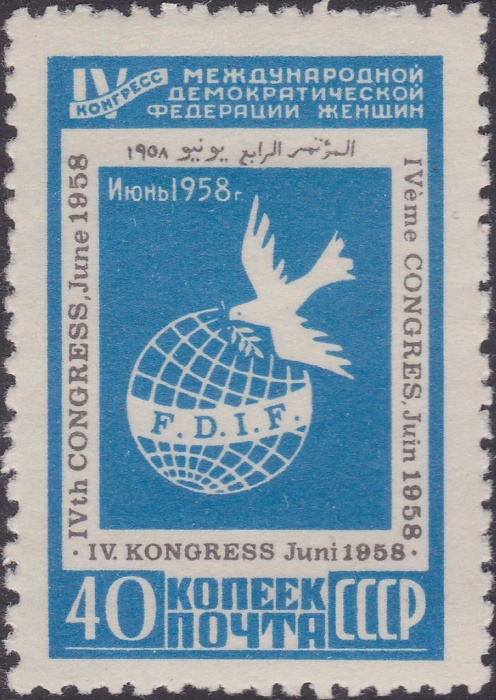 IV КОНГРЕСС
МЕЖДУНАРОДНОЙ
ДЕМОКРАТИЧЕСКОЙ
ФЕДЕРАЦИИ ЖЕНЩИН
المؤتمر الرابع يونيو ١٩٥٨
Июнь 1958 г
IVth CONGRESS, June 1958
IVème CONGRES, Juin 1958
F.D.I.F.
· IV. KONGRESS Juni 1958 ·
40 КОПЕЕК
ПОЧТА СССР